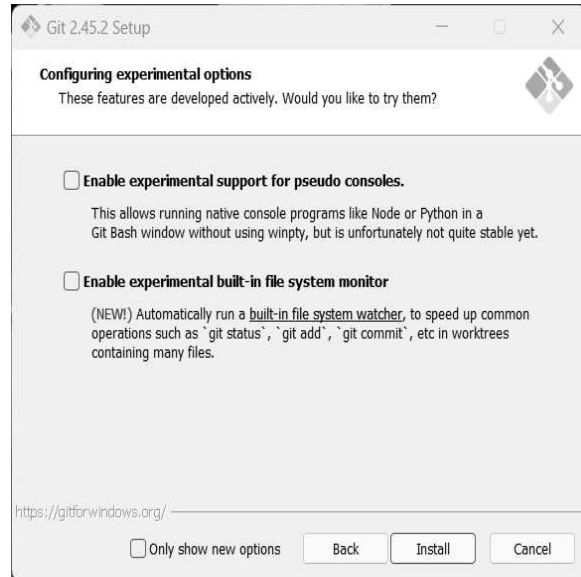 Git 2.45.2 Setup
Configuring experimental options
These features are developed actively. Would you like to try them?
Enable experimental support for pseudo consoles.
This allows running native console programs like Node or Python in a
Git Bash window without using winpty, but is unfortunately not quite stable yet.
Enable experimental built-in file system monitor
(NEW!) Automatically run a built-in file system watcher, to speed up common
operations such as `git status`, `git add`, `git commit`, etc in worktrees
containing many files.
https://gitforwindows.org/
Only show new options Back Install Cancel